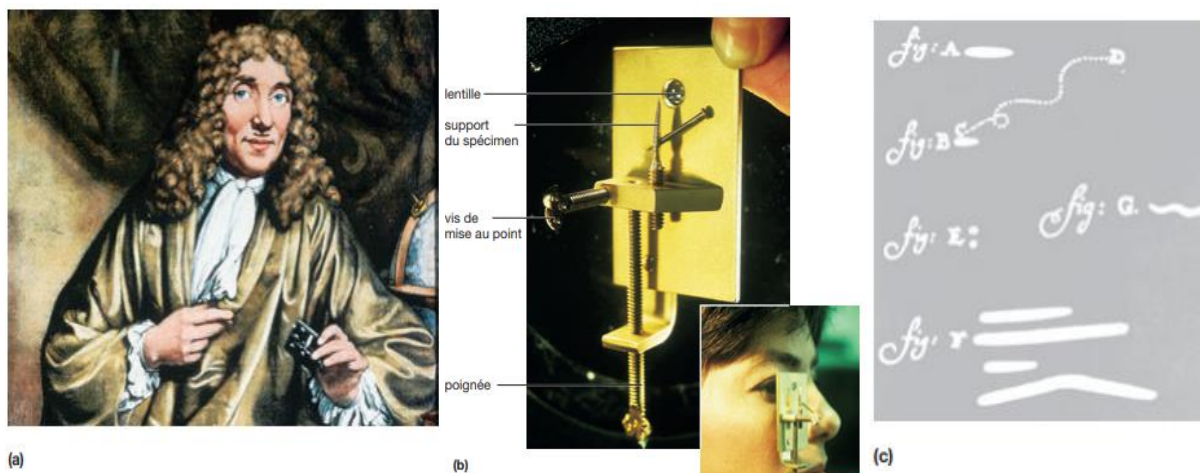 lentille
support
du spécimen
vis de
mise au point
poignée
(a)
(b)
(c)
fig: A
D
fig: B
fig: G.
fig: E:
fig: F